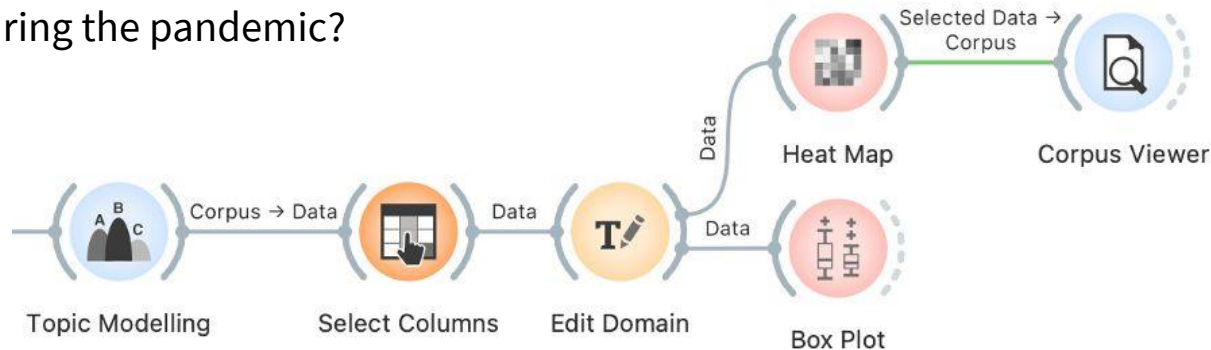 ring the pandemic?
Selected Data →
Corpus
Data
Heat Map
Corpus Viewer
A B C
Corpus → Data
Data
T
Data
Topic Modelling
Select Columns
Edit Domain
Box Plot